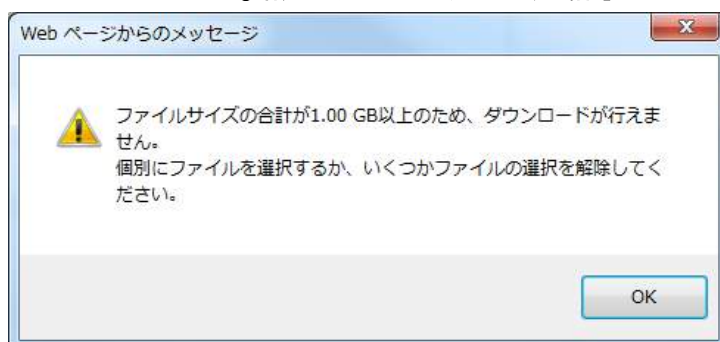 Web ページからのメッセージ
ファイルサイズの合計が1.00 GB以上のため、ダウンロードが行えま
せん。
個別にファイルを選択するか、いくつかファイルの選択を解除してく
ださい。
OK